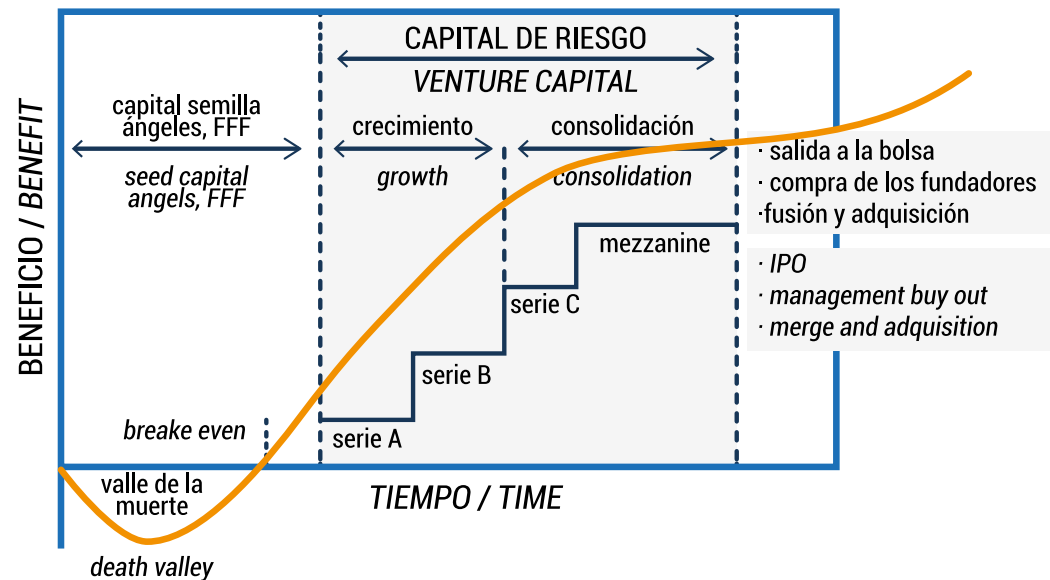 BENEFICIO / BENEFIT
CAPITAL DE RIESGO
VENTURE CAPITAL
capital semilla
ángeles, FFF
seed capital
angels, FFF
crecimiento
growth
consolidación
consolidation
· salida a la bolsa
· compra de los fundadores
·fusión y adquisición
· IPO
· management buy out
· merge and adquisition
mezzanine
serie C
serie B
serie A
breake even
valle de la
muerte
death valley
TIEMPO / TIME